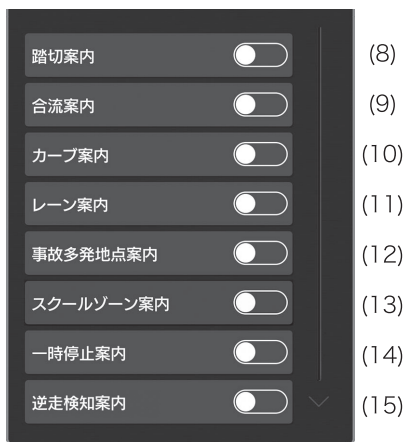 踏切案内 (8)
合流案内 (9)
カーブ案内 (10)
レーン案内 (11)
事故多発地点案内 (12)
スクールゾーン案内 (13)
一時停止案内 (14)
逆走検知案内 (15)